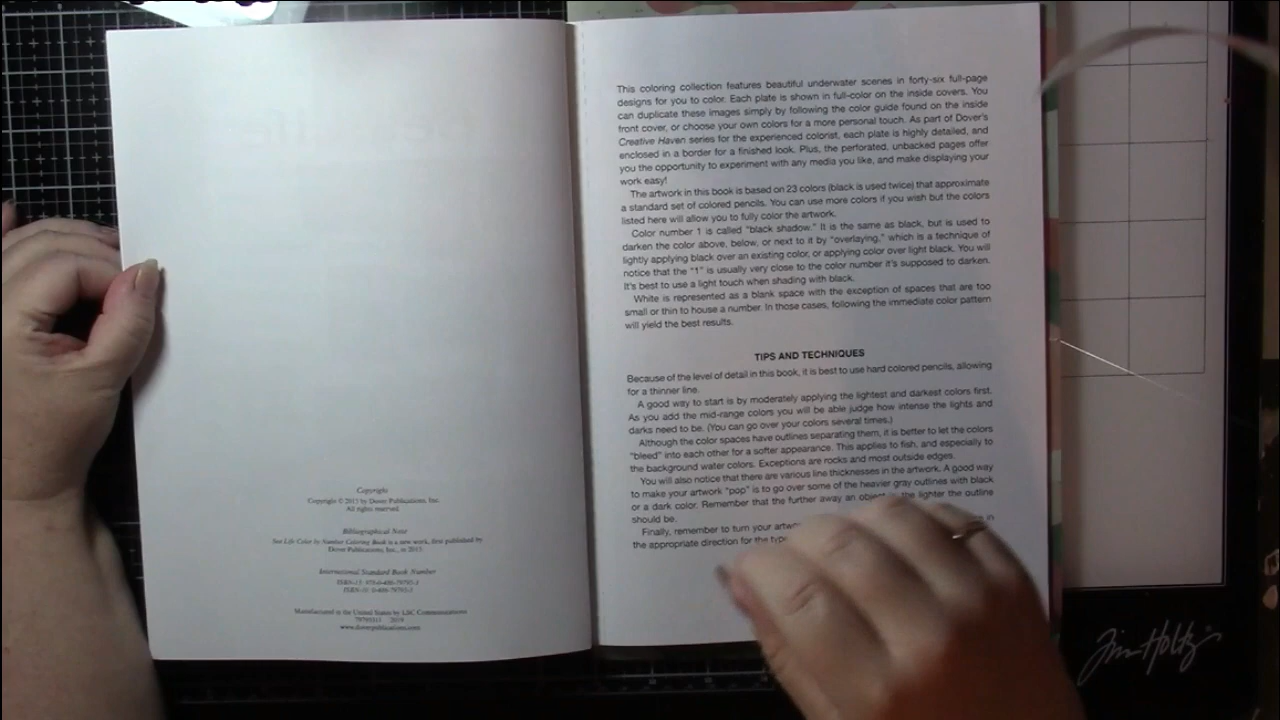 Copyright
Copyright © 2015 by Dover Publications, Inc.
All rights reserved.
Bibliographical Note
Sea Life Color by Number Coloring Book is a new work, first published by
Dover Publications, Inc., in 2015.
International Standard Book Number
Manufactured in the United States by LSC Communications
2019
www.doverpublications.com
This coloring collection features beautiful underwater scenes in forty-six full-page
designs for you to color. Each plate is shown in full-color on the inside covers. You
can duplicate these images simply by following the color guide found on the inside
front cover, or choose your own colors for a more personal touch. As part of Dover's
Creative Haven series for the experienced colorist, each plate is highly detailed, and
enclosed in a border for a finished look. Plus, the perforated, unbacked pages offer
you the opportunity to experiment with any media you like, and make displaying your
work easy!
The artwork in this book is based on 23 colors (black is used twice) that approximate
a standard set of colored pencils. You can use more colors if you wish but the colors
listed here will allow you to fully color the artwork.
Color number 1 is called "black shadow." It is the same as black, but is used to
darken the color above, below, or next to it by "overlaying," which is a technique of
lightly applying black over an existing color, or applying color over light black. You will
notice that the "1" is usually very close to the color number it's supposed to darken.
It's best to use a light touch when shading with black.
White is represented as a blank space with the exception of spaces that are too
small or thin to house a number. In those cases, following the immediate color pattern
will yield the best results.
TIPS AND TECHNIQUES
Because of the level of detail in this book, it is best to use hard colored pencils, allowing
for a thinner line.
A good way to start is by moderately applying the lightest and darkest colors first.
As you add the mid-range colors you will be able judge how intense the lights and
darks need to be. (You can go over your colors several times.)
Although the color spaces have outlines separating them, it is better to let the colors
"bleed" into each other for a softer appearance. This applies to fish, and especially to
the background water colors. Exceptions are rocks and most outside edges.
You will also notice that there are various line thicknesses in the artwork. A good way
to make your artwork "pop" is to go over some of the heavier gray outlines with black
or a dark color. Remember that the further away an object is the lighter the outline
should be.
Finally, remember to turn your in
the appropriate direction for the
Tim Holtz